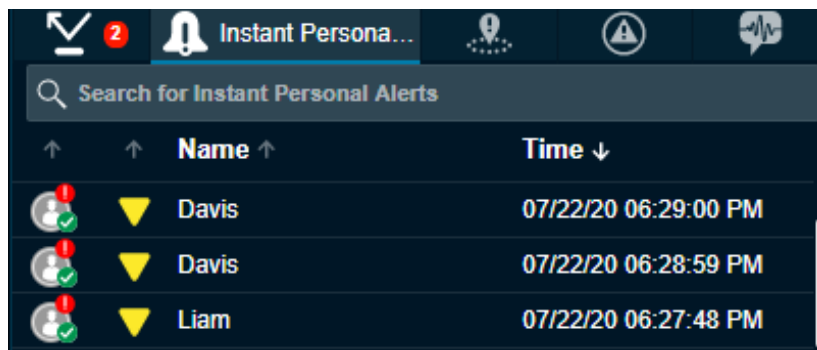 2 Instant Persona...
Search for Instant Personal Alerts
Name Time
Davis 07/22/20 06:29:00 PM
Davis 07/22/20 06:28:59 PM
Liam 07/22/20 06:27:48 PM